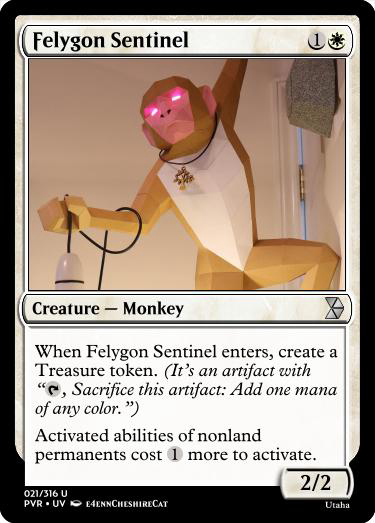 Felygon Sentinel 1
Creature — Monkey
When Felygon Sentinel enters, create a
Treasure token. (It's an artifact with
“, Sacrifice this artifact: Add one mana
of any color.”)
Activated abilities of nonland
permanents cost 1 more to activate.
2/2
021/316 U
PVR • UV e4ennCheshireCat
Utaha